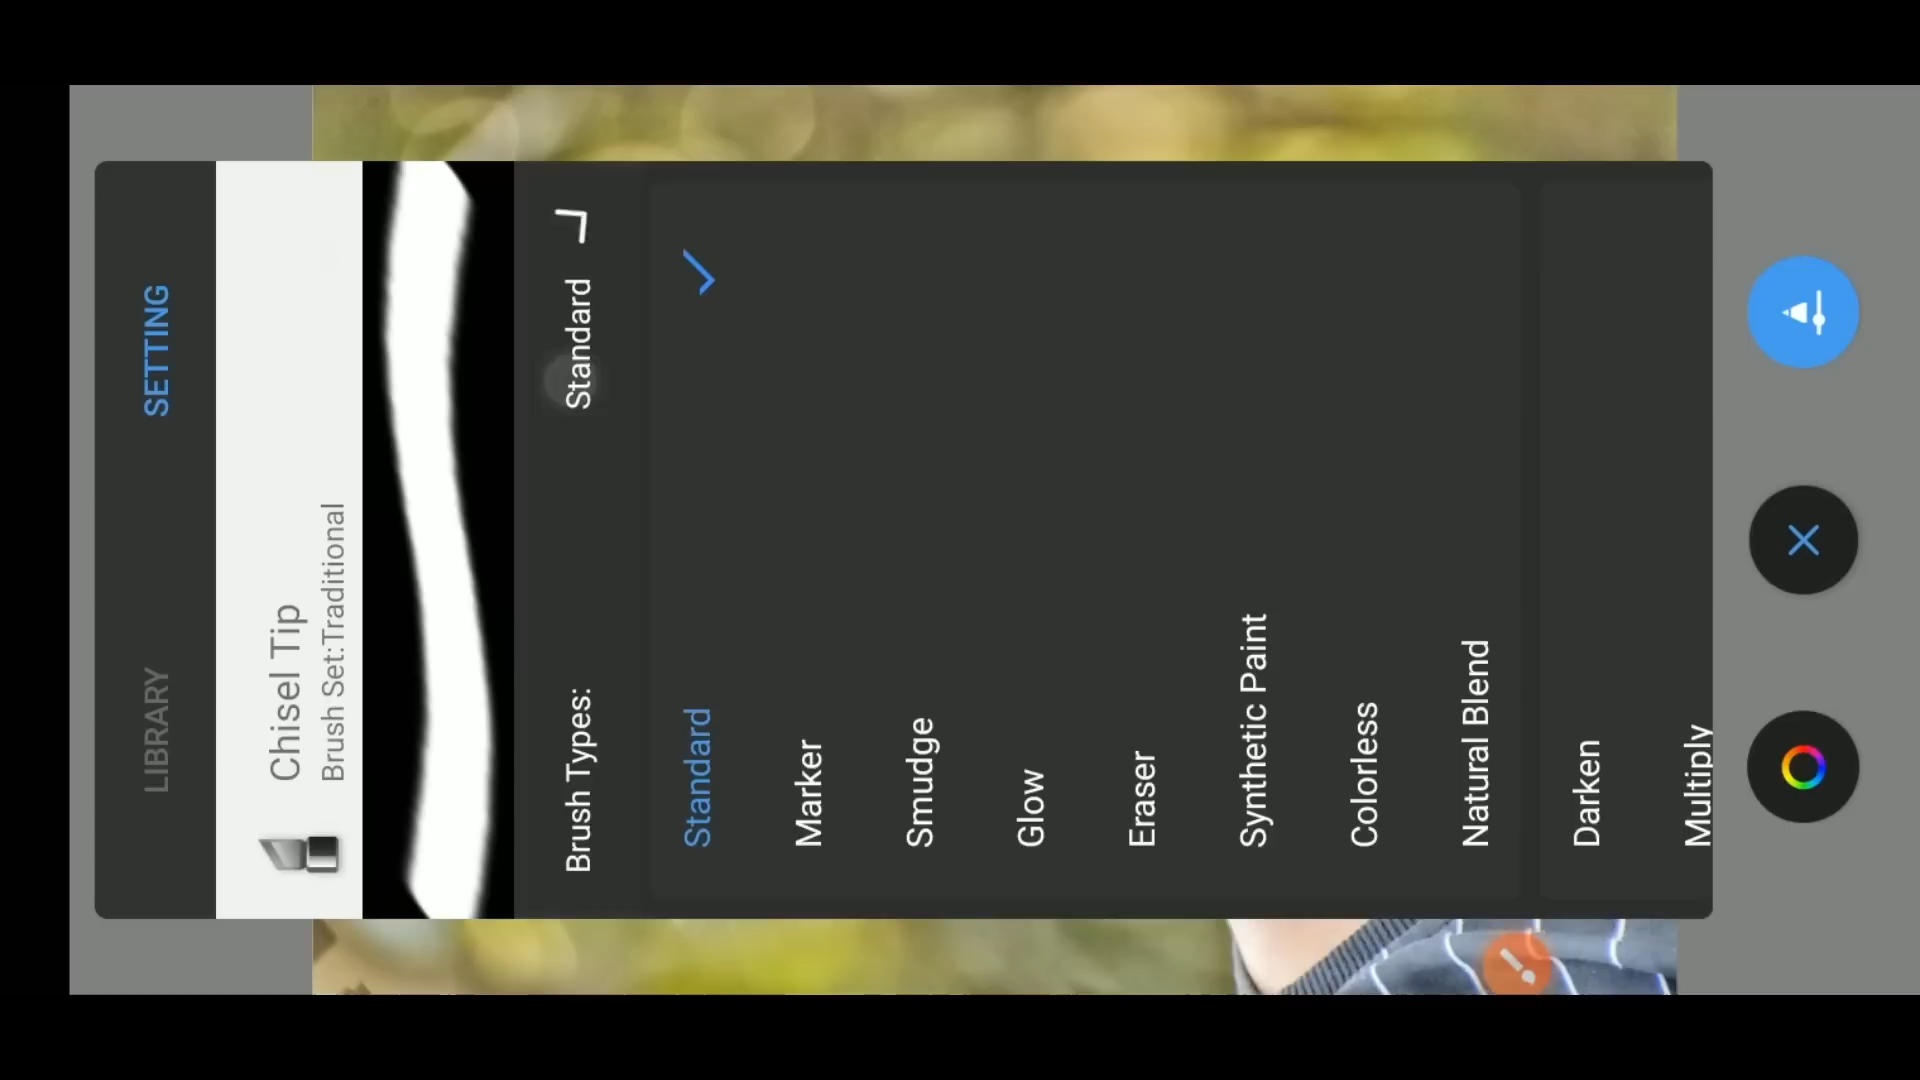 LIBRARY
SETTING
Chisel Tip
Brush Set:Traditional
Brush Types:
Standard
Standard
Marker
Smudge
Glow
Eraser
Synthetic Paint
Colorless
Natural Blend
Darken
Multiply